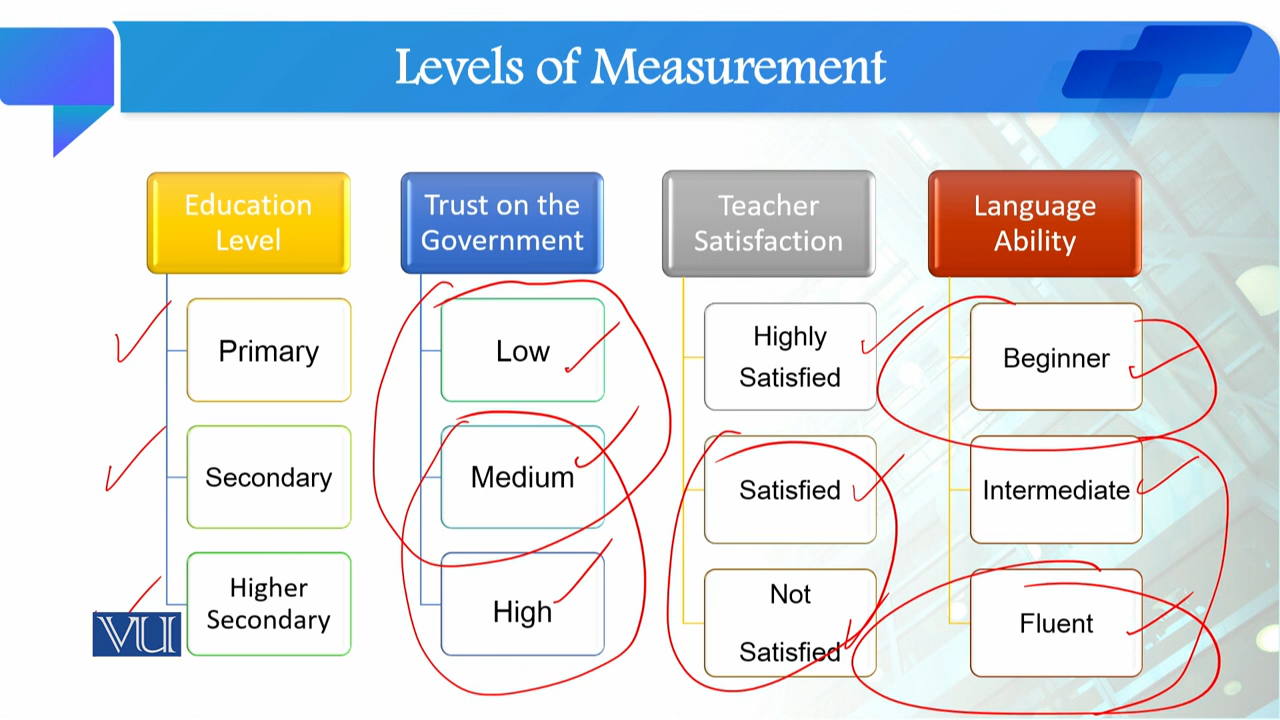 Levels of Measurement
Education
Level
Primary
Secondary
Higher
Secondary
Trust on the
Government
Low
Medium
High
Teacher
Satisfaction
Highly
Satisfied
Satisfied
Not
Satisfied
Language
Ability
Beginner
Intermediate
Fluent
VU